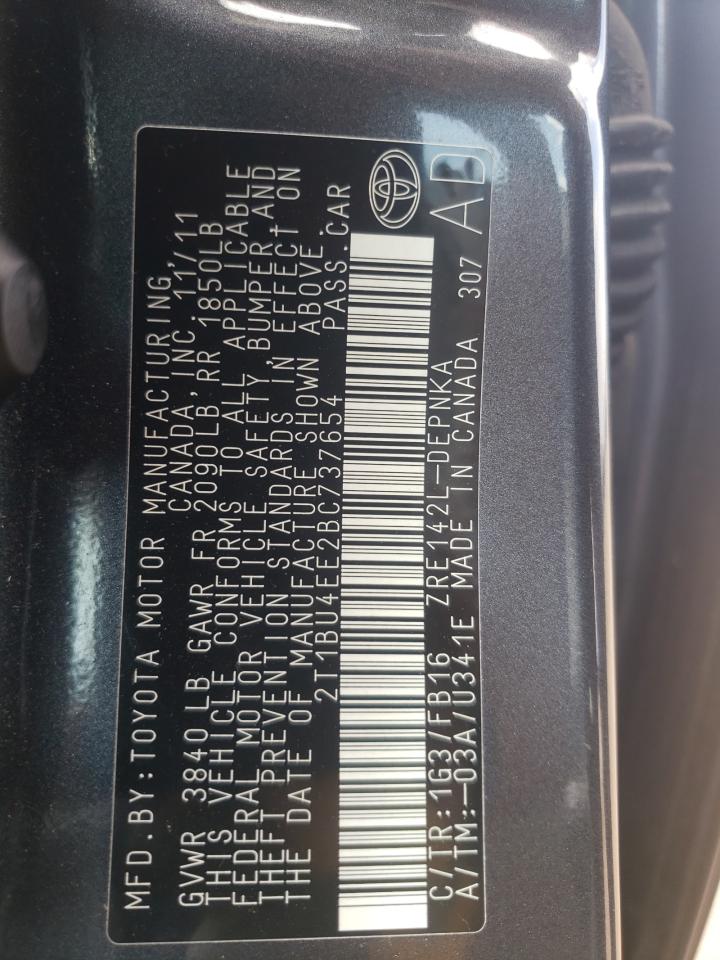 MFD.BY:TOYOTA MOTOR MANUFACTURING
CANADA, INC. 11/11
GVWR 3840LB GAWR FR 2090LB, RR 1850LB
THIS VEHICLE CONFORMS TO ALL APPLICABLE
FEDERAL MOTOR VEHICLE SAFETY, BUMPER, AND
THEFT PREVENTION STANDARDS IN EFFECT ON
THE DATE OF MANUFACTURE SHOWN ABOVE.
2T1BU4EE2BC737654 PASS.CAR
C/TR:1G3/FB16 ZRE142L-DEPNKA
A/TM:-03A/U341E MADE IN CANADA 307
AD